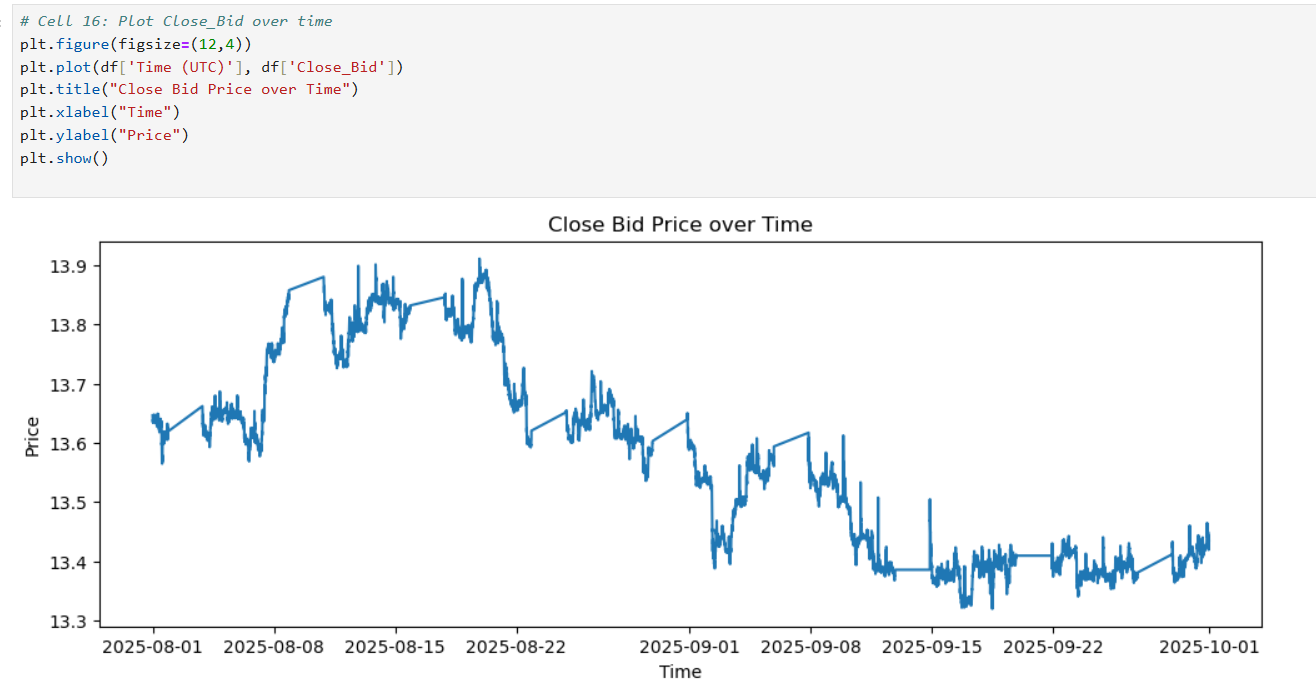 # Cell 16: Plot Close_Bid over time
plt.figure(figsize=(12,4))
plt.plot(df['Time (UTC)'], df['Close_Bid'])
plt.title("Close Bid Price over Time")
plt.xlabel("Time")
plt.ylabel("Price")
plt.show()
Close Bid Price over Time
13.9
13.8
13.7
13.6
13.5
13.4
13.3
Price
2025-08-01 2025-08-08 2025-08-15 2025-08-22 2025-09-01 2025-09-08 2025-09-15 2025-09-22 2025-10-01
Time